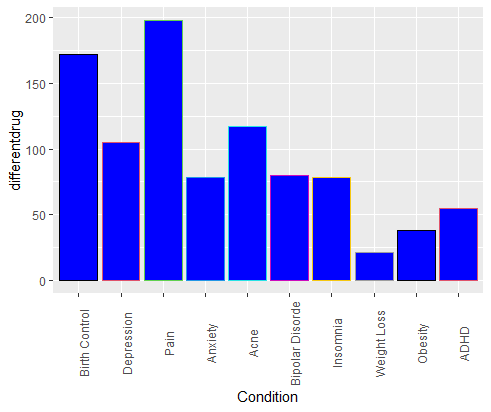 200
150
100
50
0
differentdrug
Birth Control
Depression
Pain
Anxiety
Acne
Bipolar Disorde
Insomnia
Weight Loss
Obesity
ADHD
Condition